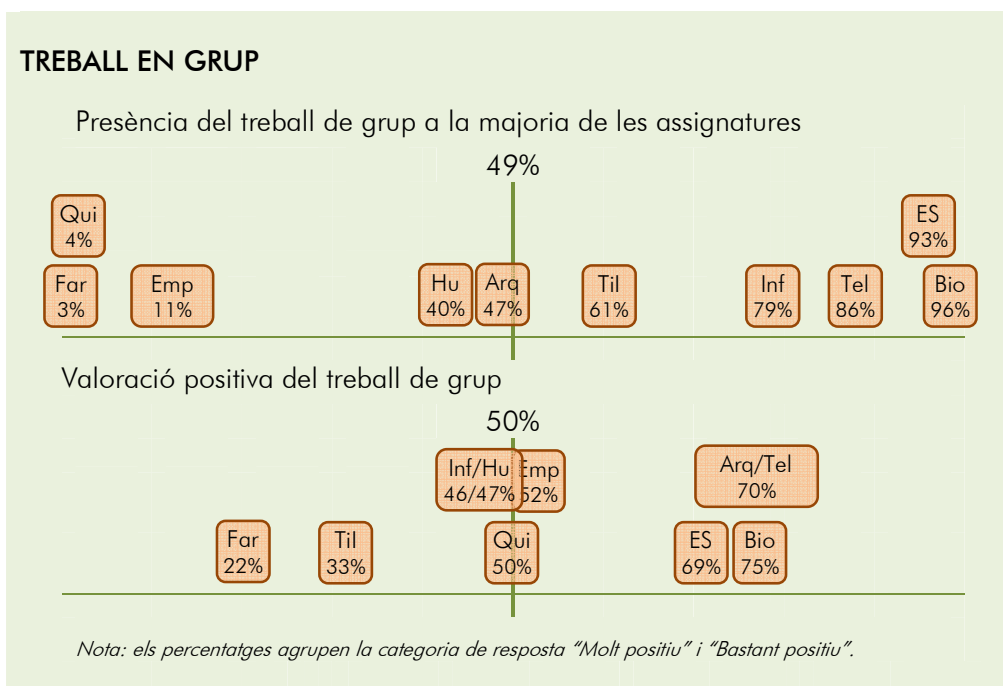 TREBALL EN GRUP
Presència del treball de grup a la majoria de les assignatures
49%
Qui
4%
ES
93%
Far
3%
Emp
11%
Hu
40%
Arq
47%
Til
61%
Inf
79%
Tel
86%
Bio
96%
Valoració positiva del treball de grup
50%
Inf/Hu
46/47%
Emp
52%
Arq/Tel
70%
Far
22%
Til
33%
Qui
50%
ES
69%
Bio
75%
Nota: els percentatges agrupen la categoria de resposta “Molt positiu” i “Bastant positiu”.